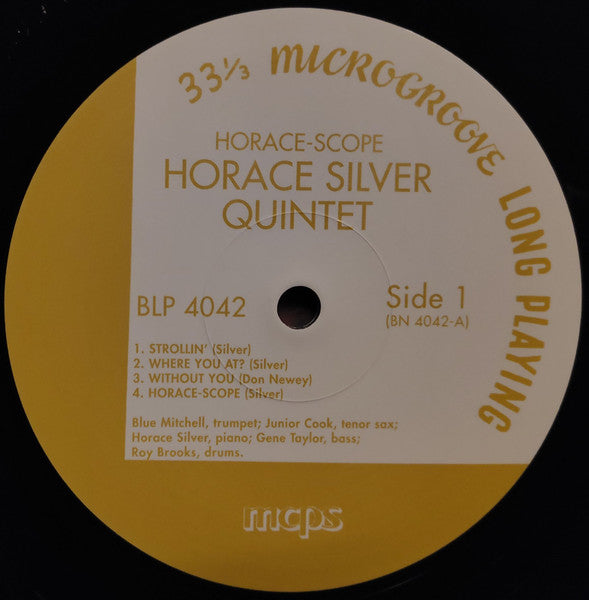 33⅓ MICROGROOVE LONG PLAYING
HORACE-SCOPE
HORACE SILVER
QUINTET
BLP 4042
Side 1
(BN 4042-A)
1. STROLLIN' (Silver)
2. WHERE YOU AT? (Silver)
3. WITHOUT YOU (Don Newey)
4. HORACE-SCOPE (Silver)
Blue Mitchell, trumpet; Junior Cook, tenor sax;
Horace Silver, piano; Gene Taylor, bass;
Roy Brooks, drums.
mcps